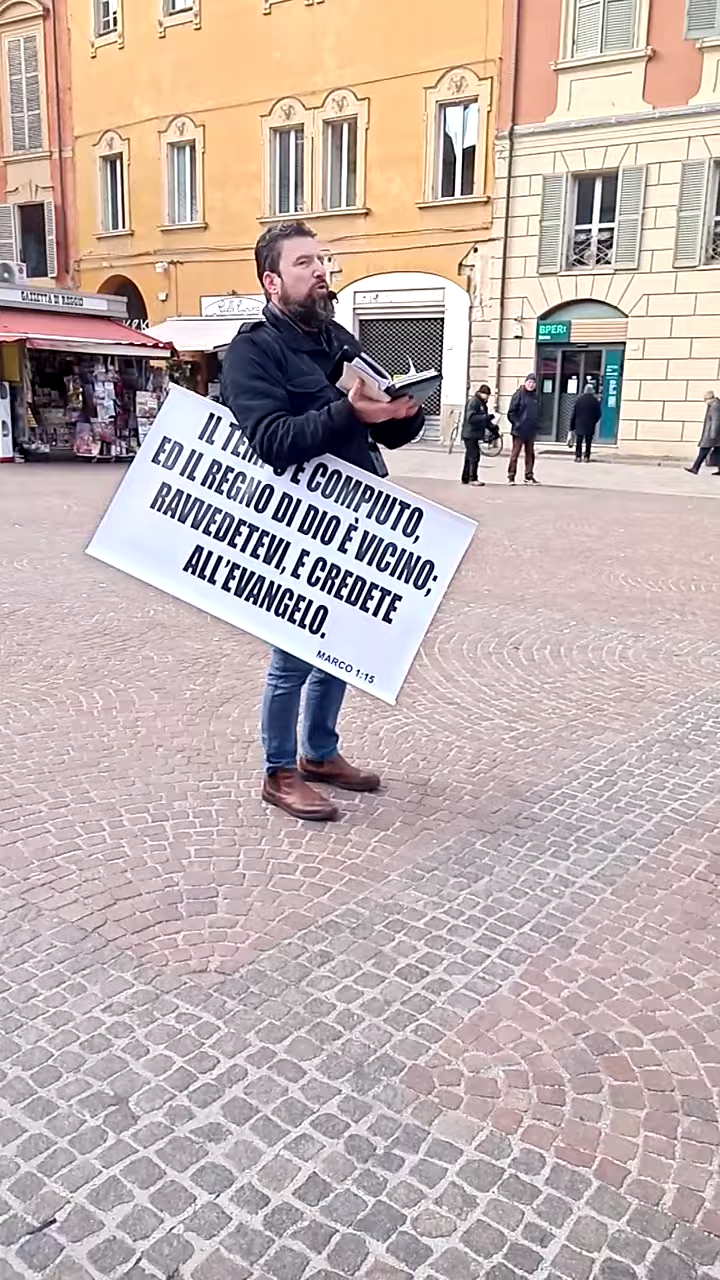 GAZZETTA DI REGGIO
BPER:
Banca
IL TEMPO È COMPIUTO,
ED IL REGNO DI DIO È VICINO;
RAVVEDETEVI, E CREDETE
ALL'EVANGELO.
MARCO 1:15